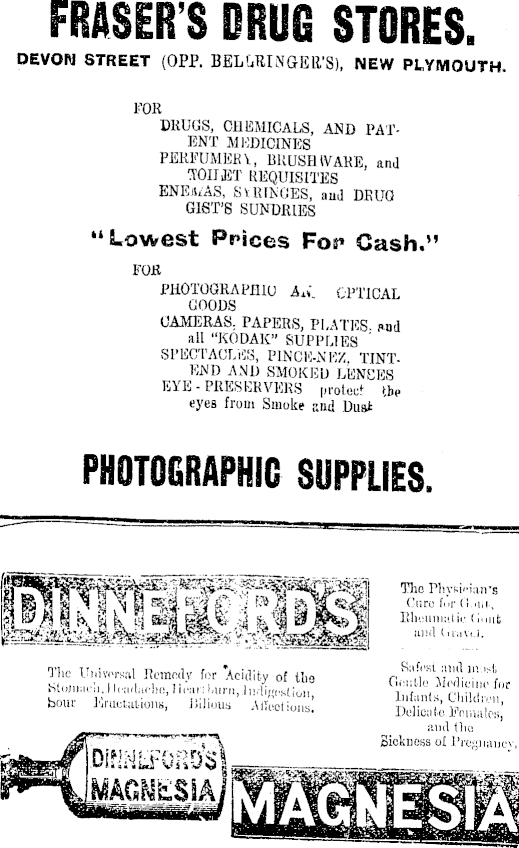 FRASER'S DRUG STORES.
DEVON STREET (OPP. BELLRINGER'S), NEW PLYMOUTH.
FOR
DRUGS, CHEMICALS, AND PAT-
ENT MEDICINES
PERFUMERY, BRUSHWARE, and
TOILET REQUISITES
ENEMAS, SYRINGES, and DRUG
GIST'S SUNDRIES
"Lowest Prices For Cash."
FOR
PHOTOGRAPHIC AN OPTICAL
GOODS
CAMERAS, PAPERS, PLATES, and
all "KODAK" SUPPLIES
SPECTACLES, PINCE-NEZ, TINT-
END AND SMOKED LENSES
EYE-PRESERVERS protect the
eyes from Smoke and Dust
PHOTOGRAPHIC SUPPLIES.
DINNEFORD'S
The Physician's
Cure for Gout,
Rheumatic Gout
and Gravel.
The Universal Remedy for Acidity of the
Stomach, Headache, Heartburn, Indigestion,
Sour Eructations, Bilious Affections.
Safest and most
Gentle Medicine for
Infants, Children,
Delicate Females,
and the
Sickness of Pregnancy.
DINNEFORD'S
MAGNESIA
MAGNESIA